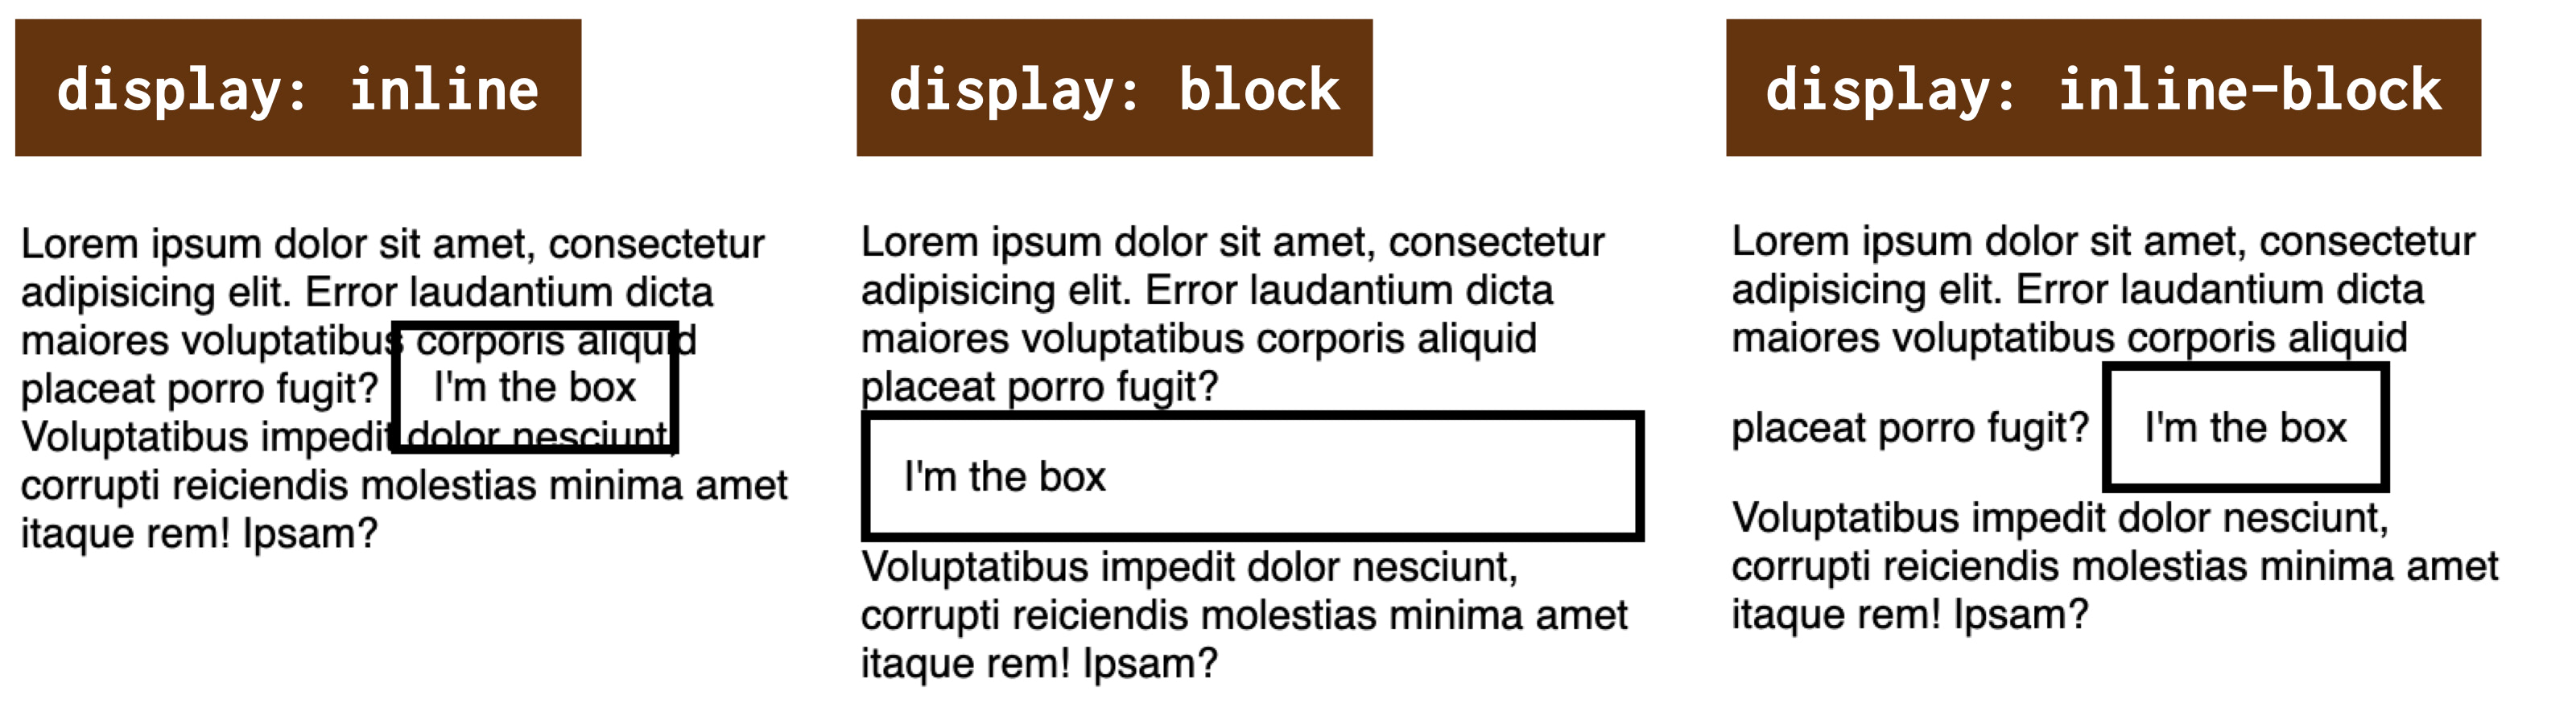 display: inline
Lorem ipsum dolor sit amet, consectetur
adipisicing elit. Error laudantium dicta
maiores voluptatibus corporis aliquid
placeat porro fugit? I'm the box
Voluptatibus impedit dolor nesciunt,
corrupti reiciendis molestias minima amet
itaque rem! Ipsam?
display: block
Lorem ipsum dolor sit amet, consectetur
adipisicing elit. Error laudantium dicta
maiores voluptatibus corporis aliquid
placeat porro fugit?
I'm the box
Voluptatibus impedit dolor nesciunt,
corrupti reiciendis molestias minima amet
itaque rem! Ipsam?
display: inline-block
Lorem ipsum dolor sit amet, consectetur
adipisicing elit. Error laudantium dicta
maiores voluptatibus corporis aliquid
placeat porro fugit? I'm the box
Voluptatibus impedit dolor nesciunt,
corrupti reiciendis molestias minima amet
itaque rem! Ipsam?